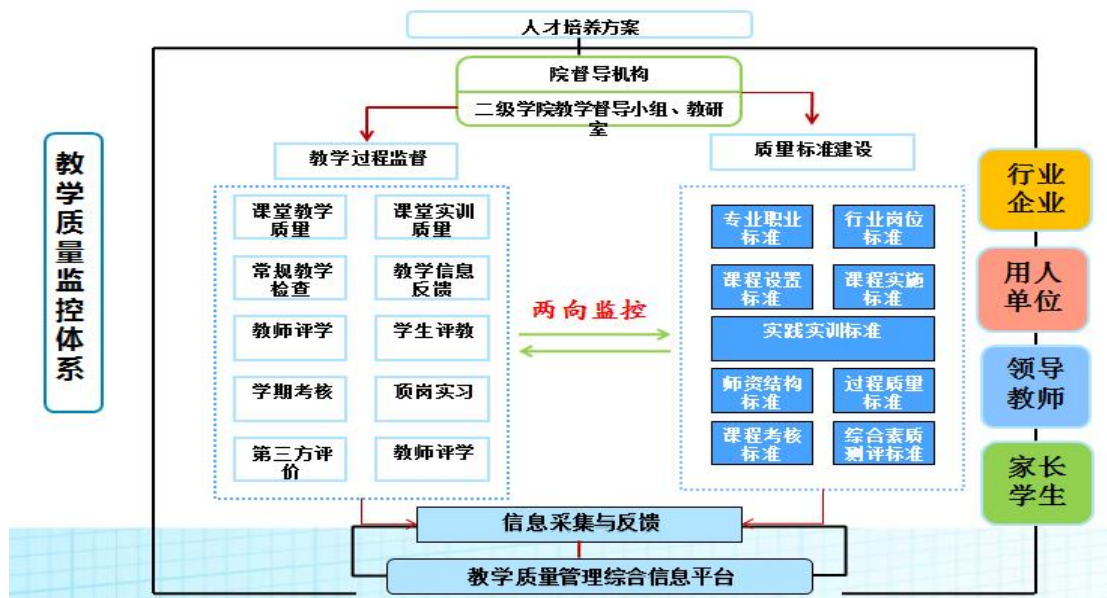 人才培养方案
院督导机构
二级学院教学督导小组、教研
室
教学过程监督
质量标准建设
教学质量监控体系
课堂教学
质量
课堂实训
质量
常规教学
检查
教学信息
反馈
教师评学
学生评教
学期考核
顶岗实习
第三方评
价
教师评学
两向监控
专业职业
标准
行业岗位
标准
课程设置
标准
课程实施
标准
实践实训标准
师资结构
标准
过程质量
标准
课程考核
标准
综合素质
测评标准
行业
企业
用人
单位
领导
教师
家长
学生
信息采集与反馈
教学质量管理综合信息平台